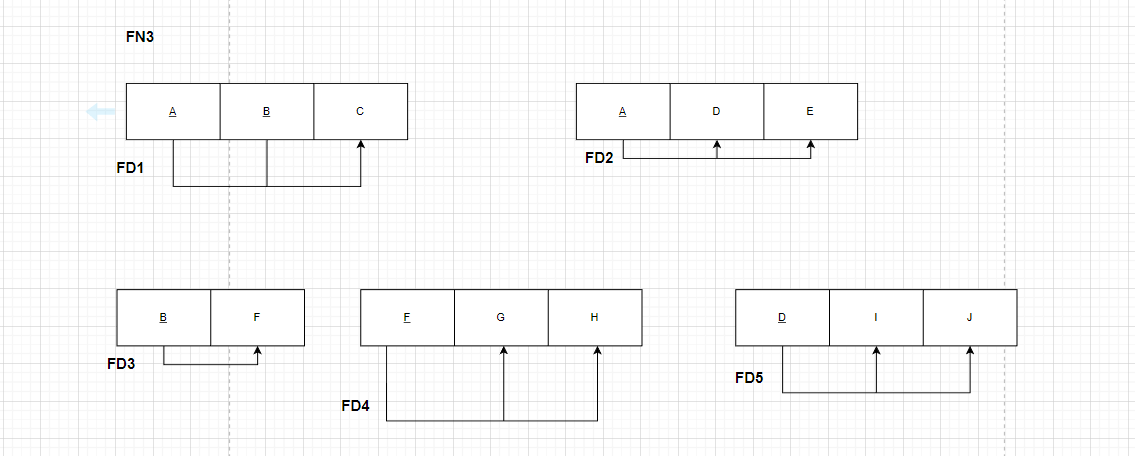 FN3
A B C
A D E
FD1
FD2
B F
F G H
D I J
FD3
FD4
FD5